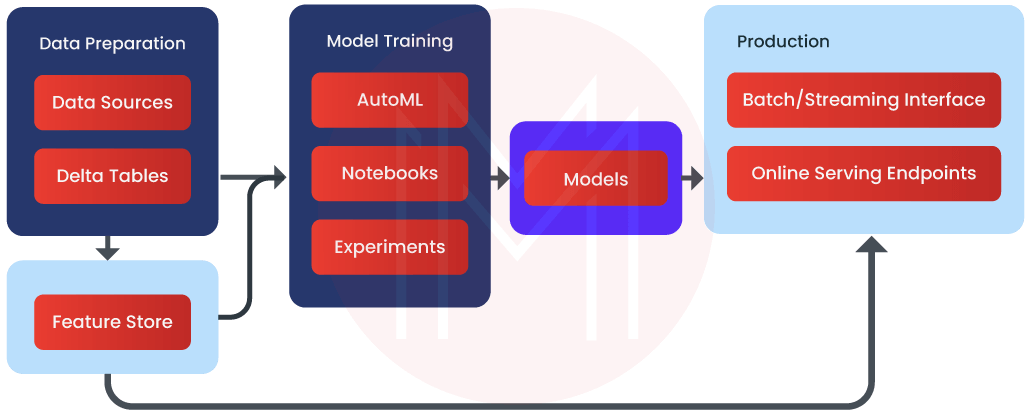 Data Preparation
Data Sources
Delta Tables
Feature Store
Model Training
AutoML
Notebooks
Experiments
Models
Production
Batch/Streaming Interface
Online Serving Endpoints